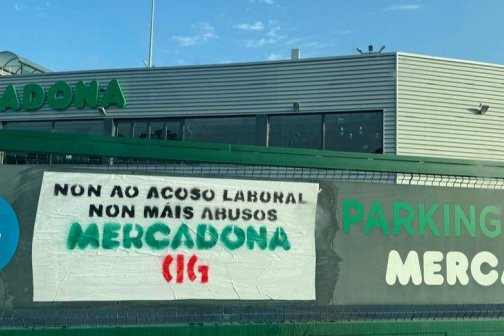 ADONA
NON AO ACOSO LABORAL
NON MÁIS ABUSOS
MERCADONA
CIG
PARKING
MERC